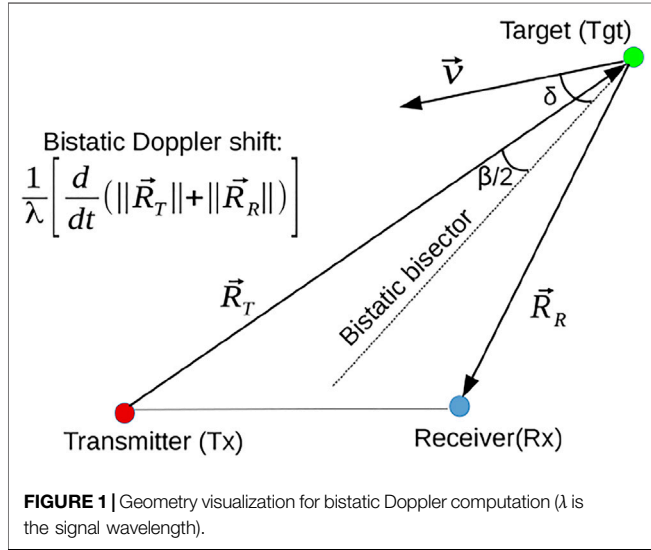 Target (Tgt)
v⃗
δ
Bistatic Doppler shift:
1/λ [ d/dt (||R⃗_T||+||R⃗_R||) ]
β/2
Bistatic bisector
R⃗_T
R⃗_R
Transmitter (Tx)
Receiver(Rx)
FIGURE 1 | Geometry visualization for bistatic Doppler computation (λ is
the signal wavelength).